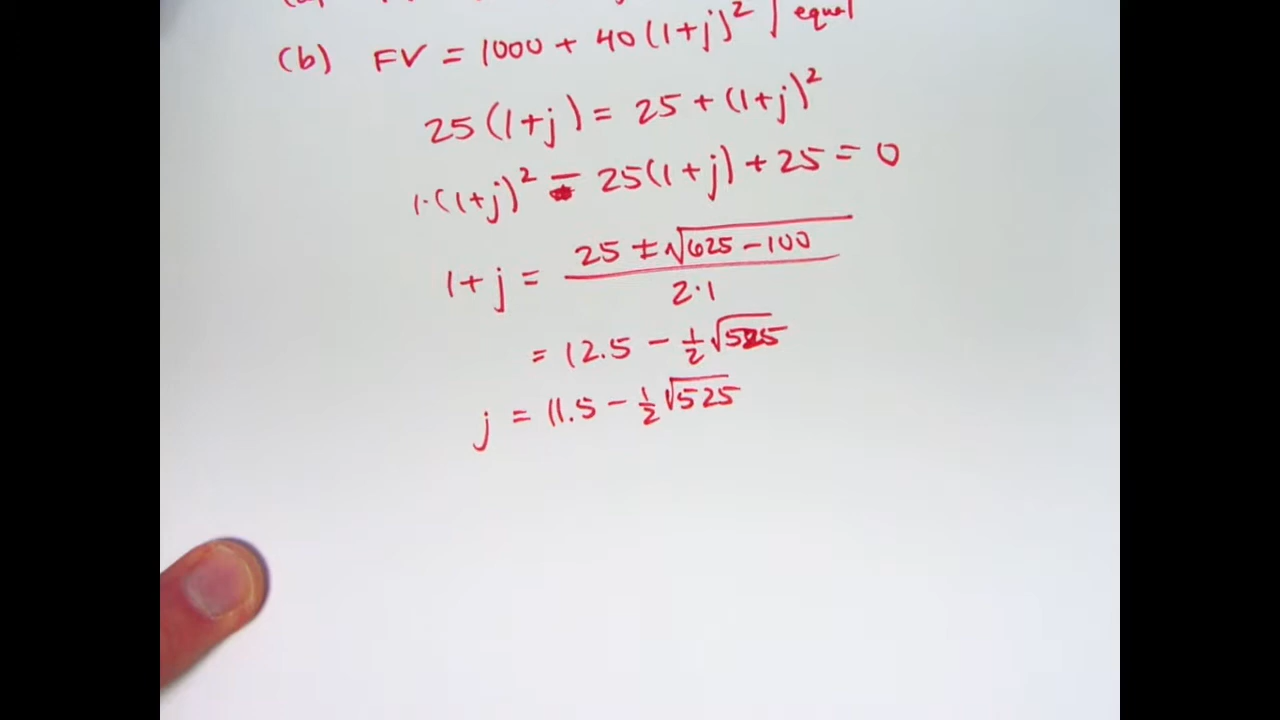 (b) FV = 1000 + 40(1+j)² equal
25(1+j) = 25 + (1+j)²
1·(1+j)² - 25(1+j) + 25 = 0
1+j = (25 ± √(625-100)) / (2·1)
= 12.5 - ½√525
j = 11.5 - ½√525